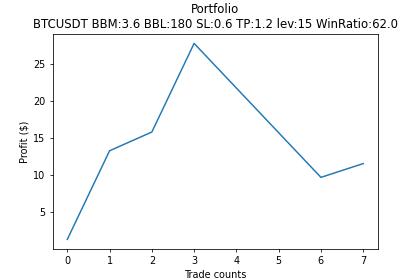 Portfolio
BTCUSDT BBM:3.6 BBL:180 SL:0.6 TP:1.2 lev:15 WinRatio:62.0
25
20
15
10
5
Profit ($)
0 1 2 3 4 5 6 7
Trade counts